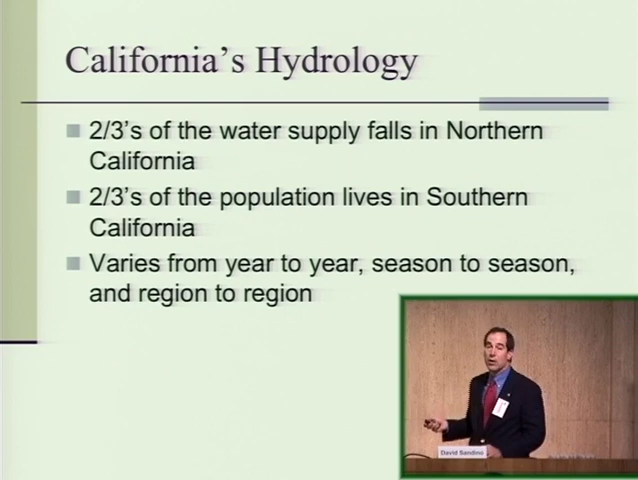 California's Hydrology
2/3's of the water supply falls in Northern
California
2/3's of the population lives in Southern
California
Varies from year to year, season to season,
and region to region
David Sandino